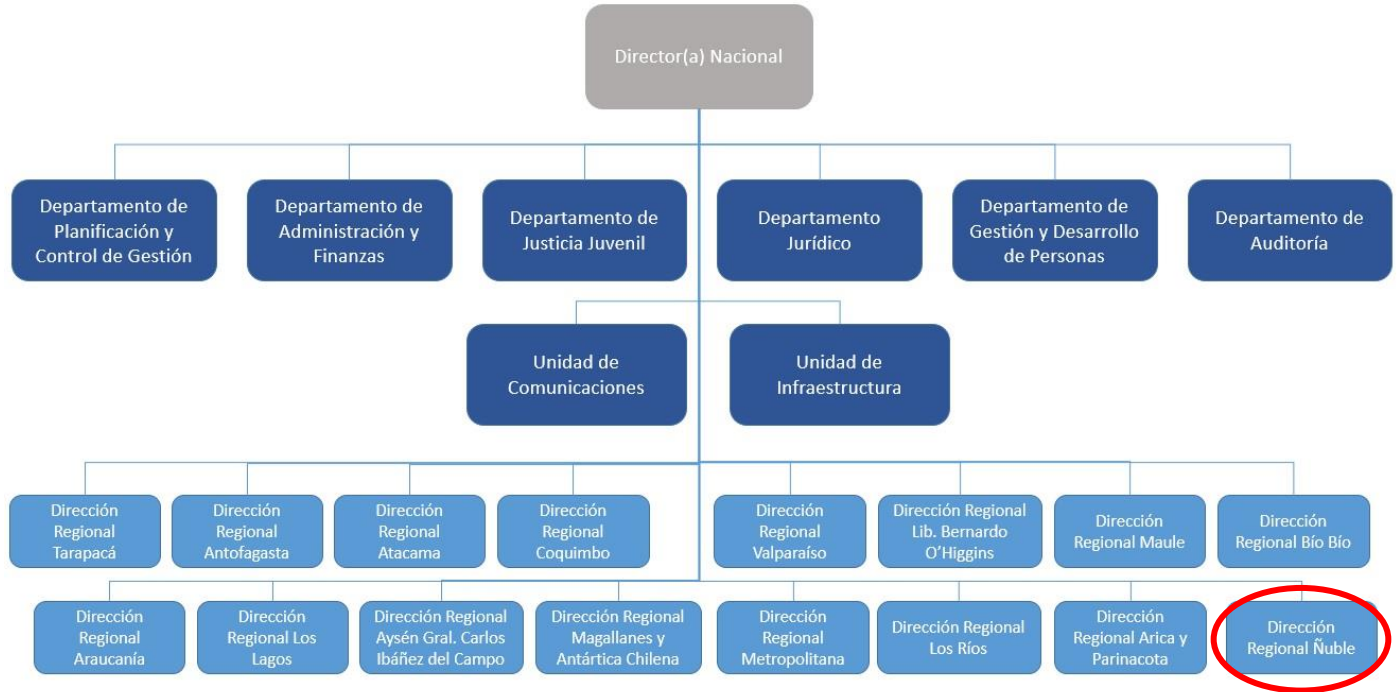 Director(a) Nacional
Departamento de
Planificación y
Control de Gestión
Departamento de
Administración y
Finanzas
Departamento de
Justicia Juvenil
Departamento
Jurídico
Departamento de
Gestión y Desarrollo
de Personas
Departamento de
Auditoría
Unidad de
Comunicaciones
Unidad de
Infraestructura
Dirección
Regional
Tarapacá
Dirección
Regional
Antofagasta
Dirección
Regional
Atacama
Dirección
Regional
Coquimbo
Dirección
Regional
Valparaíso
Dirección Regional
Lib. Bernardo
O’Higgins
Dirección
Regional Maule
Dirección
Regional Bío Bío
Dirección
Regional
Araucanía
Dirección
Regional Los
Lagos
Dirección Regional
Aysén Gral. Carlos
Ibáñez del Campo
Dirección Regional
Magallanes y
Antártica Chilena
Dirección
Regional
Metropolitana
Dirección Regional
Los Ríos
Dirección
Regional Arica y
Parinacota
Dirección
Regional Ñuble